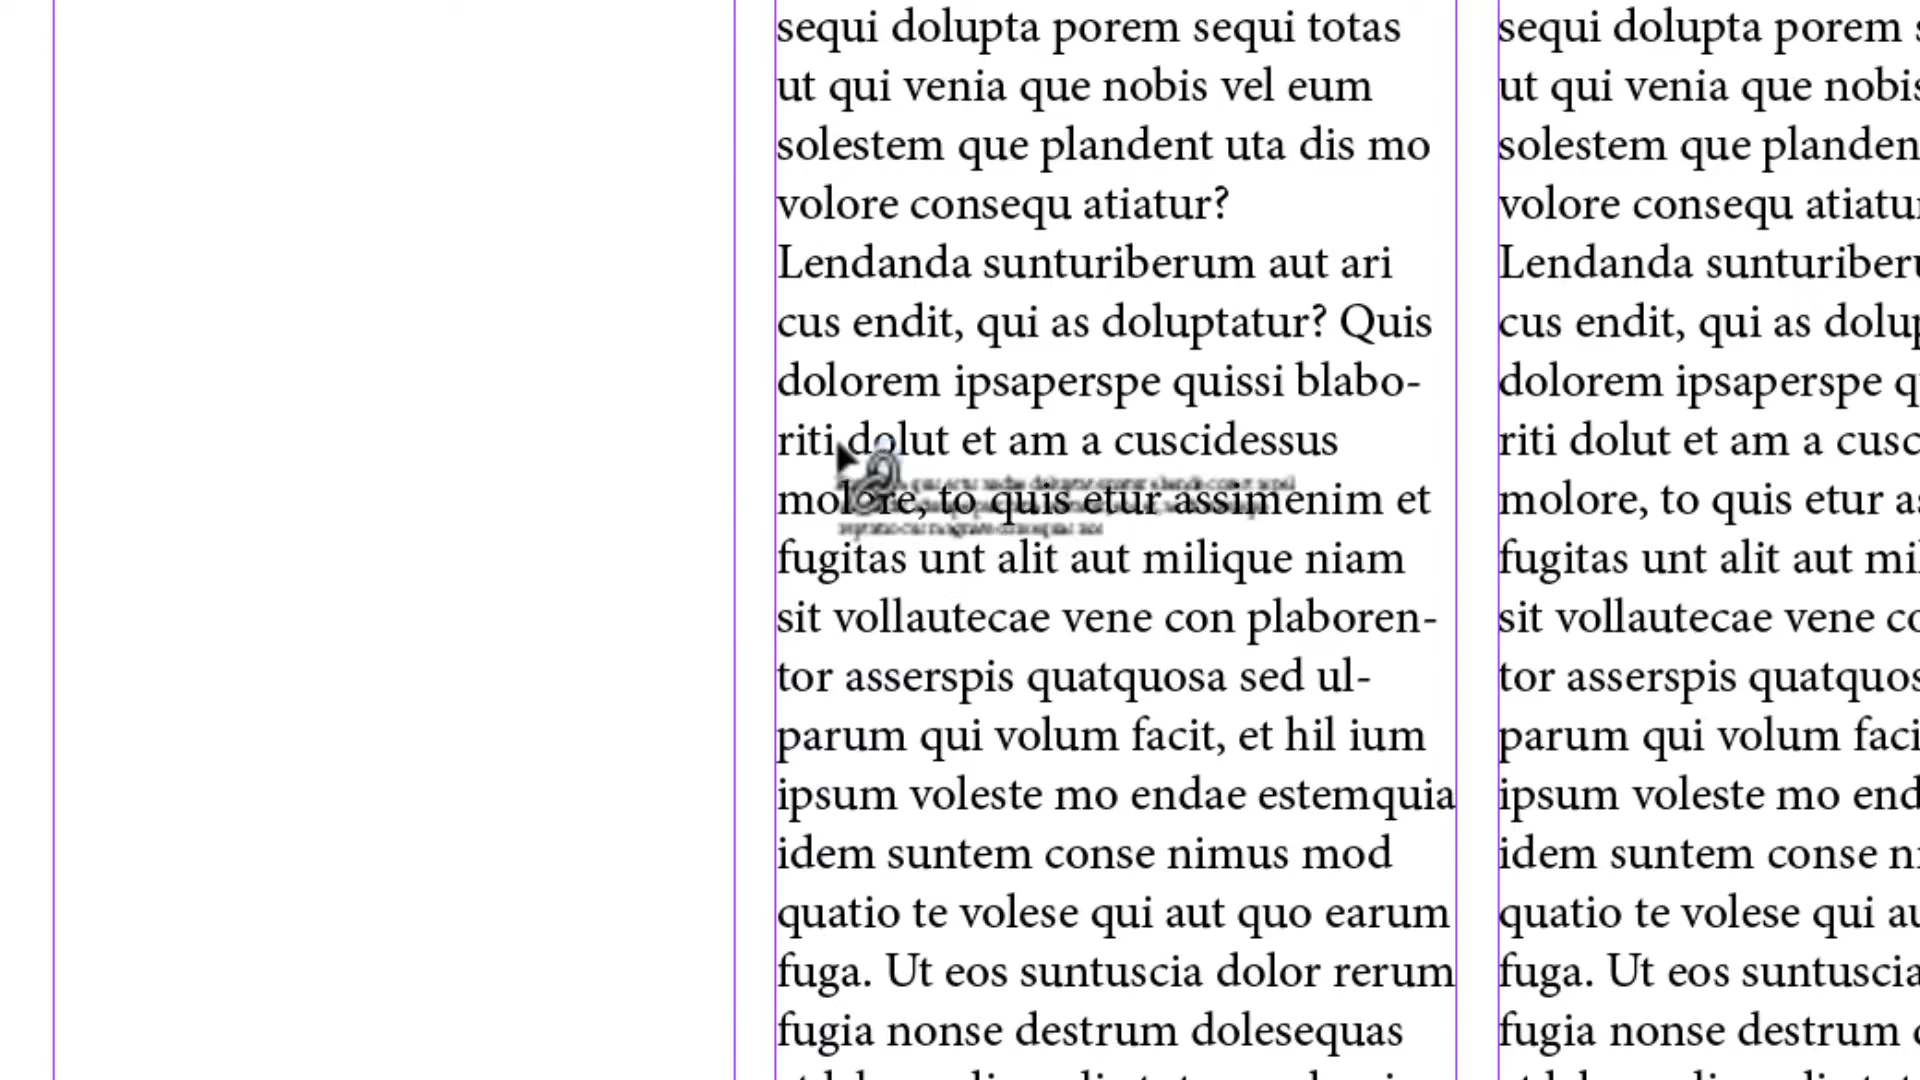 sequi dolupta porem sequi totas
ut qui venia que nobis vel eum
solestem que plandent uta dis mo
volore consequ atiatur?
Lendanda sunturiberum aut ari
cus endit, qui as doluptatur? Quis
dolorem ipsaperspe quissi blabo-
riti dolut et am a cuscidessus
molore, to quis etur assimenim et
fugitas unt alit aut milique niam
sit vollautecae vene con plaboren-
tor asserspis quatquosa sed ul-
parum qui volum facit, et hil ium
ipsum voleste mo endae estemquia
idem suntem conse nimus mod
quatio te volese qui aut quo earum
fuga. Ut eos suntuscia dolor rerum
fugia nonse destrum dolesequas
sequi dolupta porem
ut qui venia que nobis
solestem que planden
volore consequ atiatu
Lendanda sunturiber
cus endit, qui as dolup
dolorem ipsaperspe q
riti dolut et am a cusc
molore, to quis etur a
fugitas unt alit aut mi
sit vollautecae vene co
tor asserspis quatquos
parum qui volum faci
ipsum voleste mo end
idem suntem conse n
quatio te volese qui au
fuga. Ut eos suntuscia
fugia nonse destrum